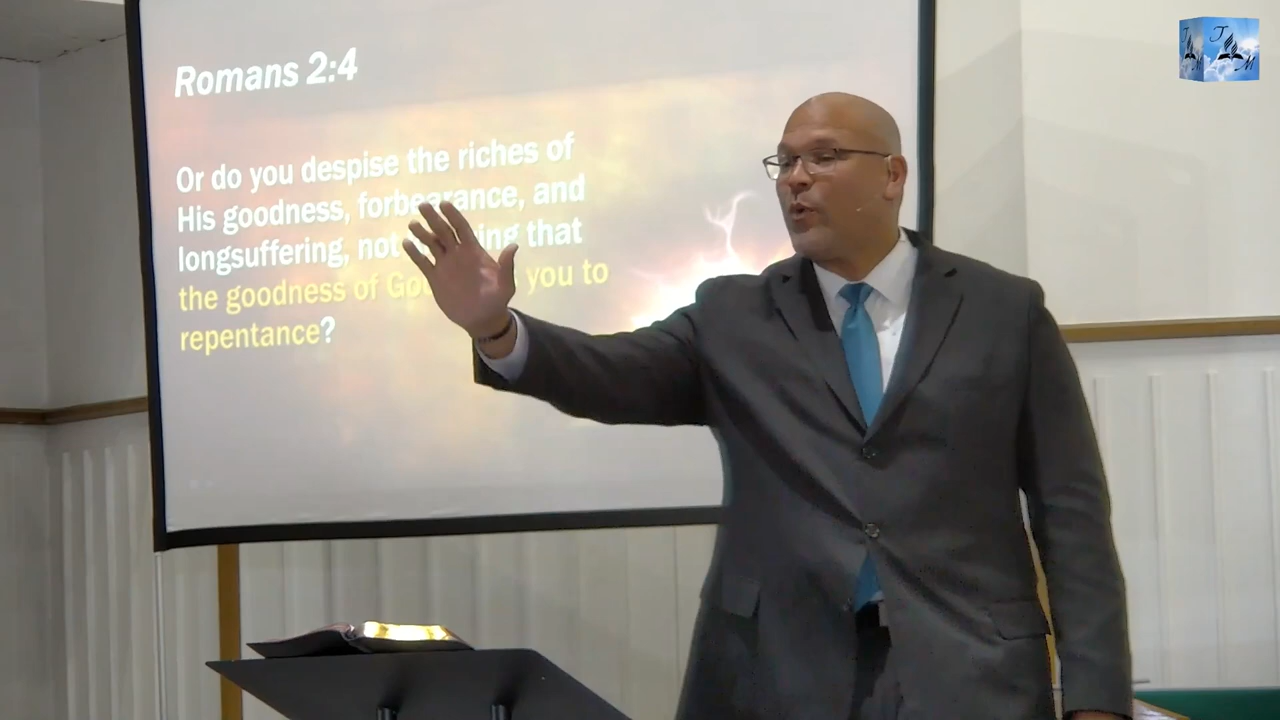 Romans 2:4
Or do you despise the riches of
His goodness, forbearance, and
longsuffering, not that
the goodness of you to
repentance?
T M